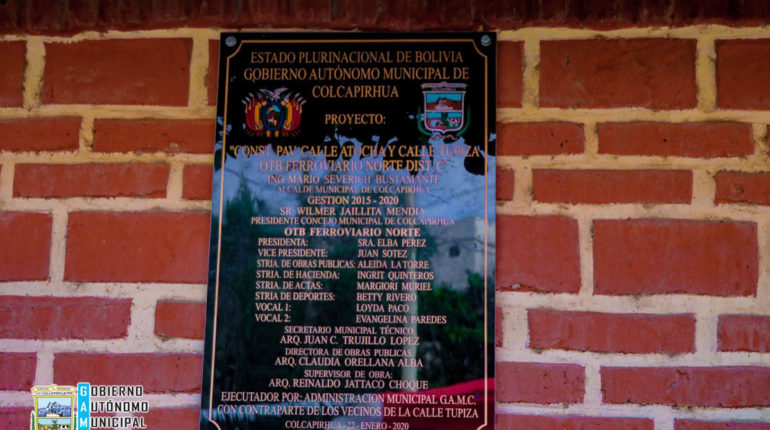 ESTADO PLURINACIONAL DE BOLIVIA
GOBIERNO AUTÓNOMO MUNICIPAL DE
COLCAPIRHUA
PROYECTO:
"CONST. PAV. CALLE ATOCHA Y CALLE TUPIZA
OTB FERROVIARIO NORTE DIST. C"
ING. MARIO SEVERICH BUSTAMANTE
ALCALDE MUNICIPAL DE COLCAPIRHUA
GESTION 2015 - 2020
SR. WILMER JAILLITA MENDIA
PRESIDENTE CONCEJO MUNICIPAL DE COLCAPIRHUA
OTB FERROVIARIO NORTE
PRESIDENTA: SRA. ELBA PEREZ
VICE PRESIDENTE: JUAN SOTEZ
STRIA. DE OBRAS PUBLICAS: ALEIDA LA TORRE
STRIA. DE HACIENDA: INGRIT QUINTEROS
STRIA. DE ACTAS: MARGIORI MURIEL
STRIA. DE DEPORTES: BETTY RIVERO
VOCAL 1: LOYDA PACO
VOCAL 2: EVANGELINA PAREDES
SECRETARIO MUNICIPAL TÉCNICO:
ARQ. JUAN C. TRUJILLO LOPEZ
DIRECTORA DE OBRAS PUBLICAS:
ARQ. CLAUDIA ORELLANA ALBA
SUPERVISOR DE OBRA:
ARQ. REINALDO JATTACO CHOQUE
EJECUTADOR POR: ADMINISTRACION MUNICIPAL G.A.M.C.
CON CONTRAPARTE DE LOS VECINOS DE LA CALLE TUPIZA
COLCAPIRHUA - 22 - ENERO - 2020
GOBIERNO
AUTÓNOMO
MUNICIPAL